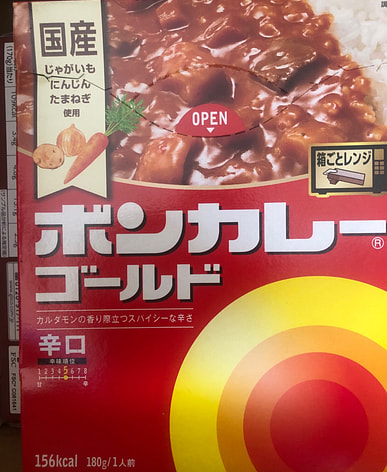 国産
じゃがいも
にんじん
たまねぎ
使用
OPEN
箱ごとレンジ
ボンカレー®
ゴールド
カルダモンの香り際立つスパイシーな辛さ
辛口
辛味順位
1 2 3 4 5 6 7 8
甘 辛
156kcal 180g/1人前